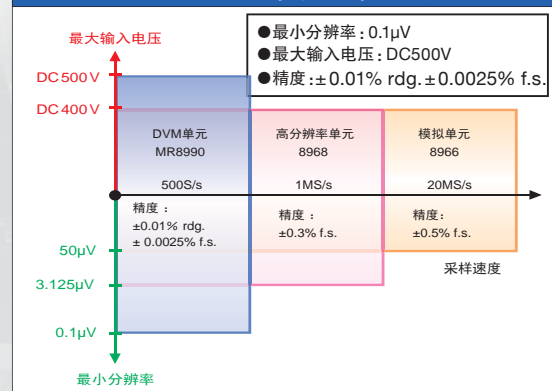 ●最小分辨率:0.1μV
●最大输入电压:DC500V
●精度:±0.01% rdg.±0.0025% f.s.
最大输入电压
DC500V
DC400V
DVM单元
MR8990
500S/s
精度：
±0.01% rdg.
± 0.0025% f.s.
高分辨率单元
8968
1MS/s
精度：
±0.3% f.s.
模拟单元
8966
20MS/s
精度:
±0.5% f.s.
采样速度
50μV
3.125μV
0.1μV
最小分辨率